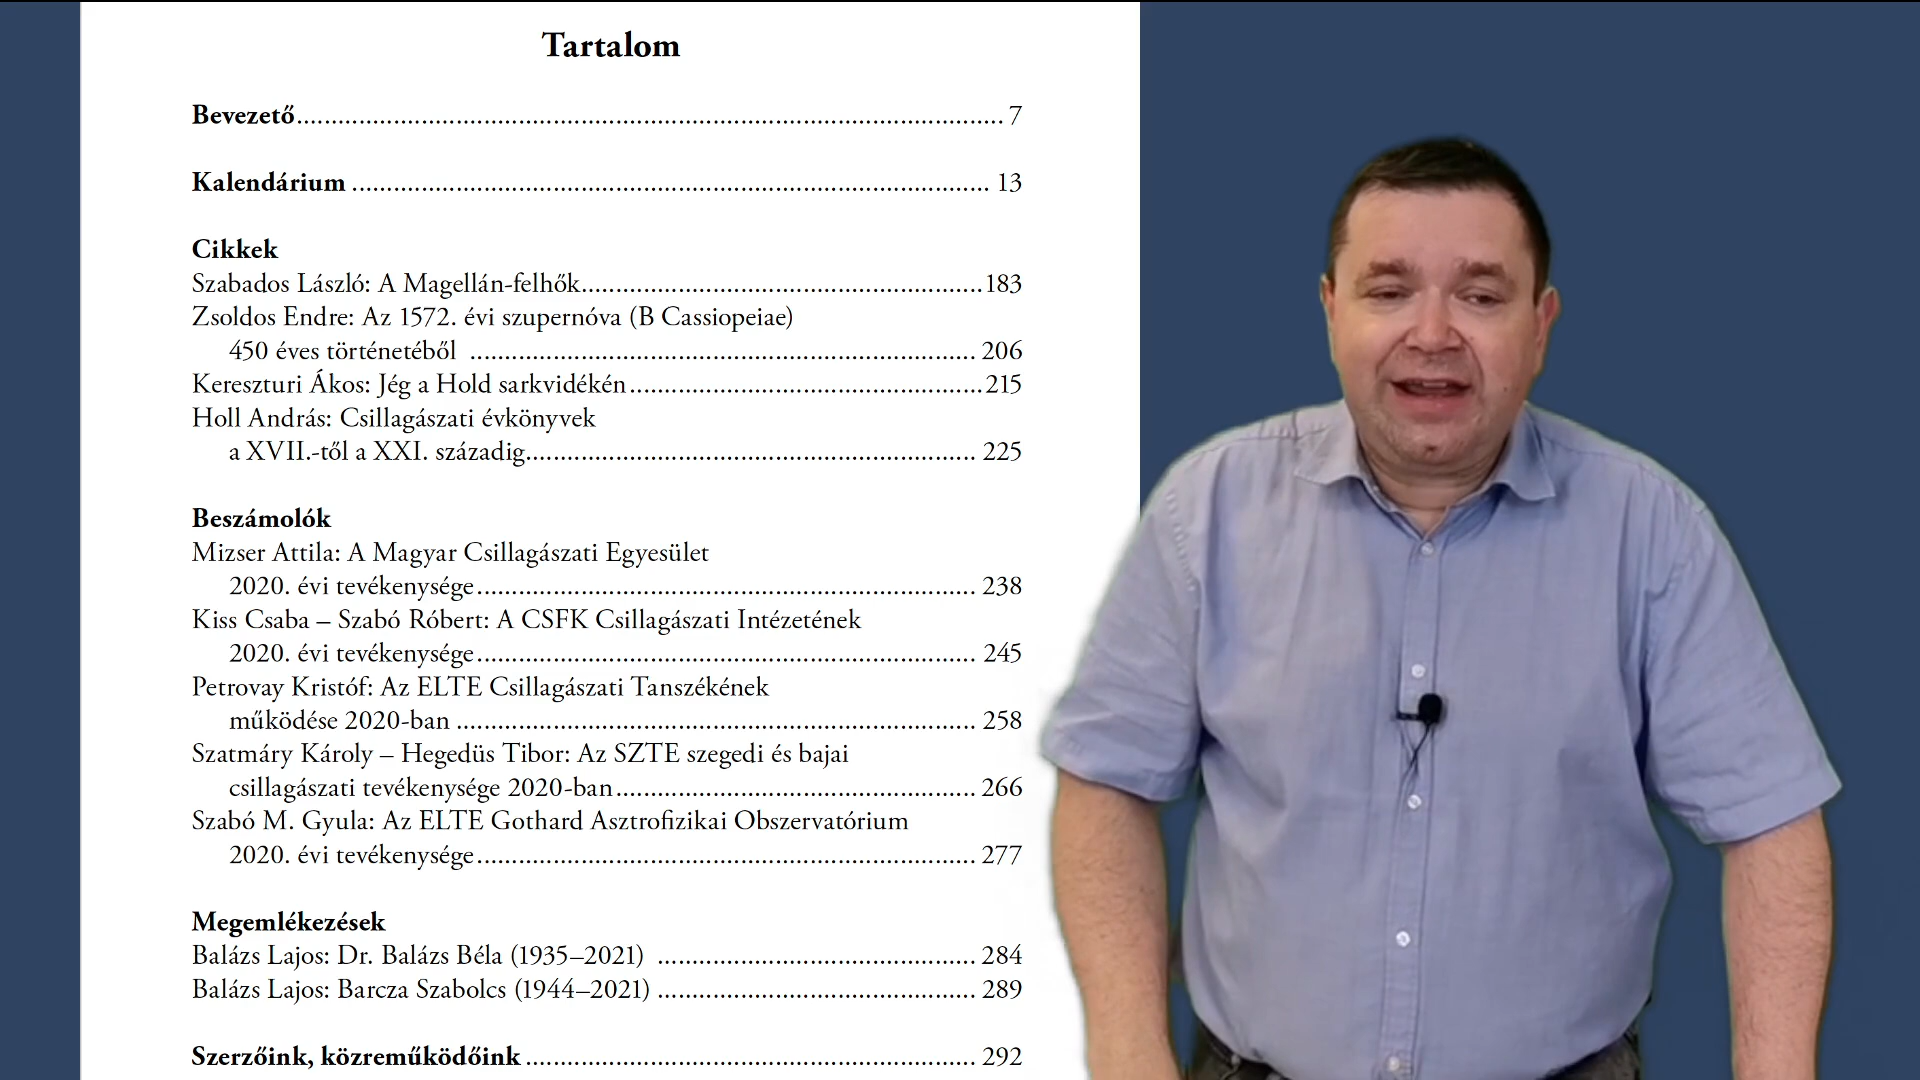 Tartalom
Bevezető........................................................................................................ 7
Kalendárium .............................................................................................. 13
Cikkek
Szabados László: A Magellán-felhők...........................................................183
Zsoldos Endre: Az 1572. évi szupernóva (B Cassiopeiae)
450 éves történetéből .......................................................................... 206
Kereszturi Ákos: Jég a Hold sarkvidékén....................................................215
Holl András: Csillagászati évkönyvek
a XVII.-től a XXI. századig.................................................................. 225
Beszámolók
Mizser Attila: A Magyar Csillagászati Egyesület
2020. évi tevékenysége......................................................................... 238
Kiss Csaba – Szabó Róbert: A CSFK Csillagászati Intézetének
2020. évi tevékenysége......................................................................... 245
Petrovay Kristóf: Az ELTE Csillagászati Tanszékének
működése 2020-ban ............................................................................ 258
Szatmáry Károly – Hegedüs Tibor: Az SZTE szegedi és bajai
csillagászati tevékenysége 2020-ban..................................................... 266
Szabó M. Gyula: Az ELTE Gothard Asztrofizikai Obszervatórium
2020. évi tevékenysége......................................................................... 277
Megemlékezések
Balázs Lajos: Dr. Balázs Béla (1935–2021) ............................................... 284
Balázs Lajos: Barcza Szabolcs (1944–2021) ............................................... 289
Szerzőink, közreműködőink.................................................................. 292